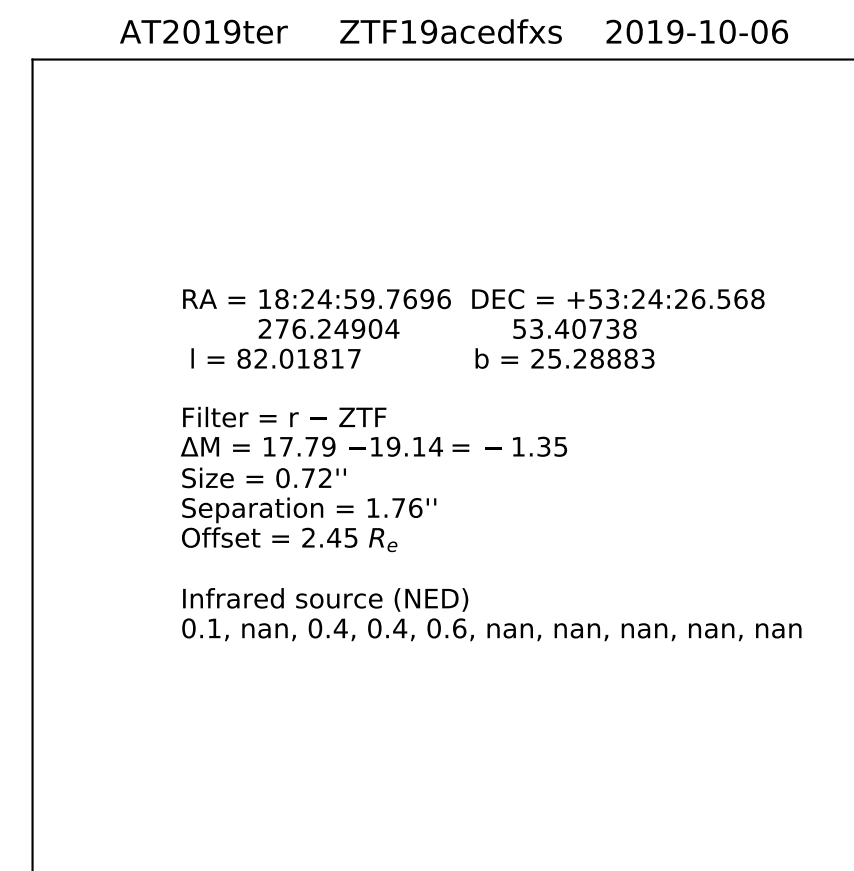 AT2019ter ZTF19acedfxs 2019-10-06
RA = 18:24:59.7696 DEC = +53:24:26.568
276.24904 53.40738
l = 82.01817 b = 25.28883
Filter = r − ZTF
ΔM = 17.79 −19.14 = − 1.35
Size = 0.72''
Separation = 1.76''
Offset = 2.45 Rₑ
Infrared source (NED)
0.1, nan, 0.4, 0.4, 0.6, nan, nan, nan, nan, nan